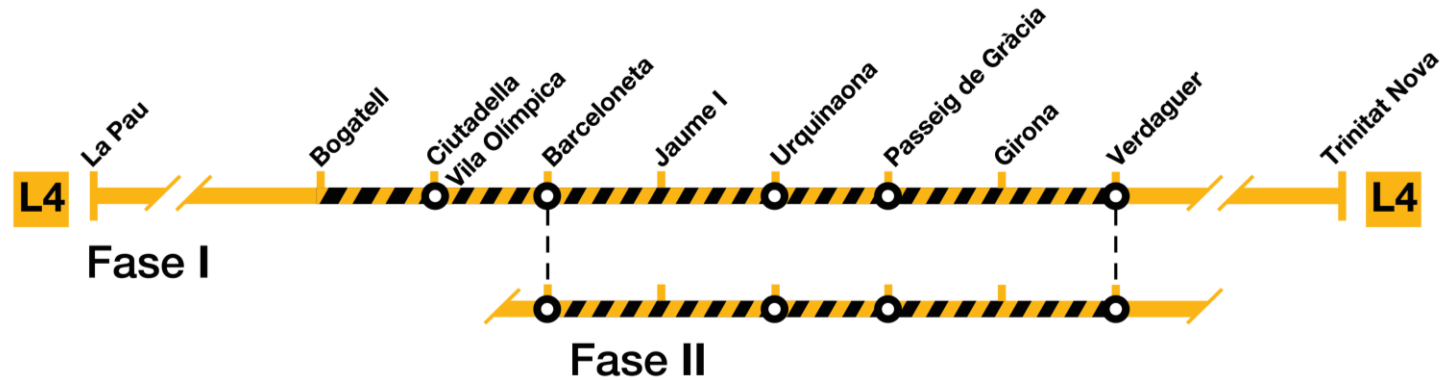 La Pau
Bogatell
Ciutadella
Vila Olímpica
Barceloneta
Jaume I
Urquinaona
Passeig de Gràcia
Girona
Verdaguer
Trinitat Nova
L4
L4
Fase I
Fase II